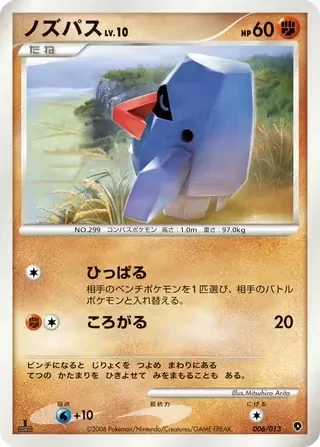 ノズパス LV.10 HP 60
たね
NO.299 コンパスポケモン 高さ：1.0m 重さ：97.0kg
ひっぱる
相手のベンチポケモンを1匹選び、相手のバトル
ポケモンと入れ替える。
ころがる 20
ピンチになると じりょくを つよめ まわりにある
てつの かたまりを ひきよせて みをまもることも ある。
Illus.Mitsuhiro Arita
弱点 抵抗力 にげる
1 +10
©2008 Pokémon/Nintendo/Creatures/GAME FREAK. 006/013